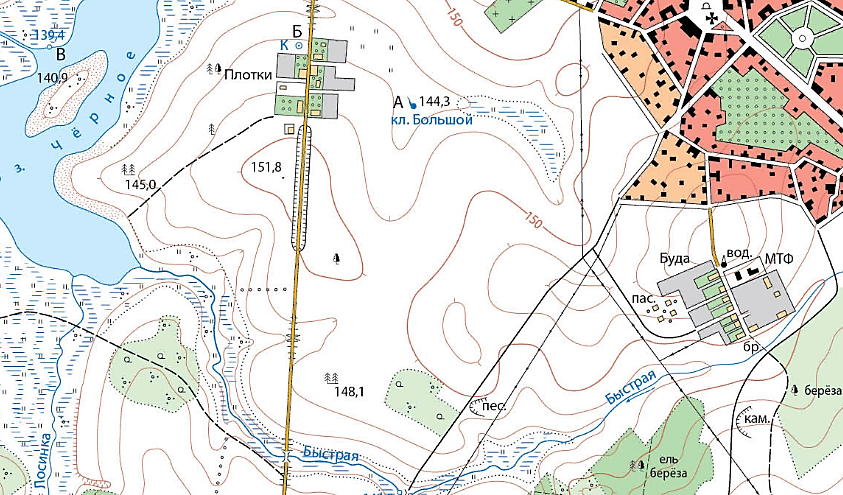 150
Б
К
139,4
В
140,9
Плотки
А 144,3
кл. Большой
з. Чёрное
151,8
145,0
150
Буда
вод.
МТФ
пас.
бр.
Быстрая
148,1
пес.
берёза
кам.
Быстрая
ель
берёза
Лосинка